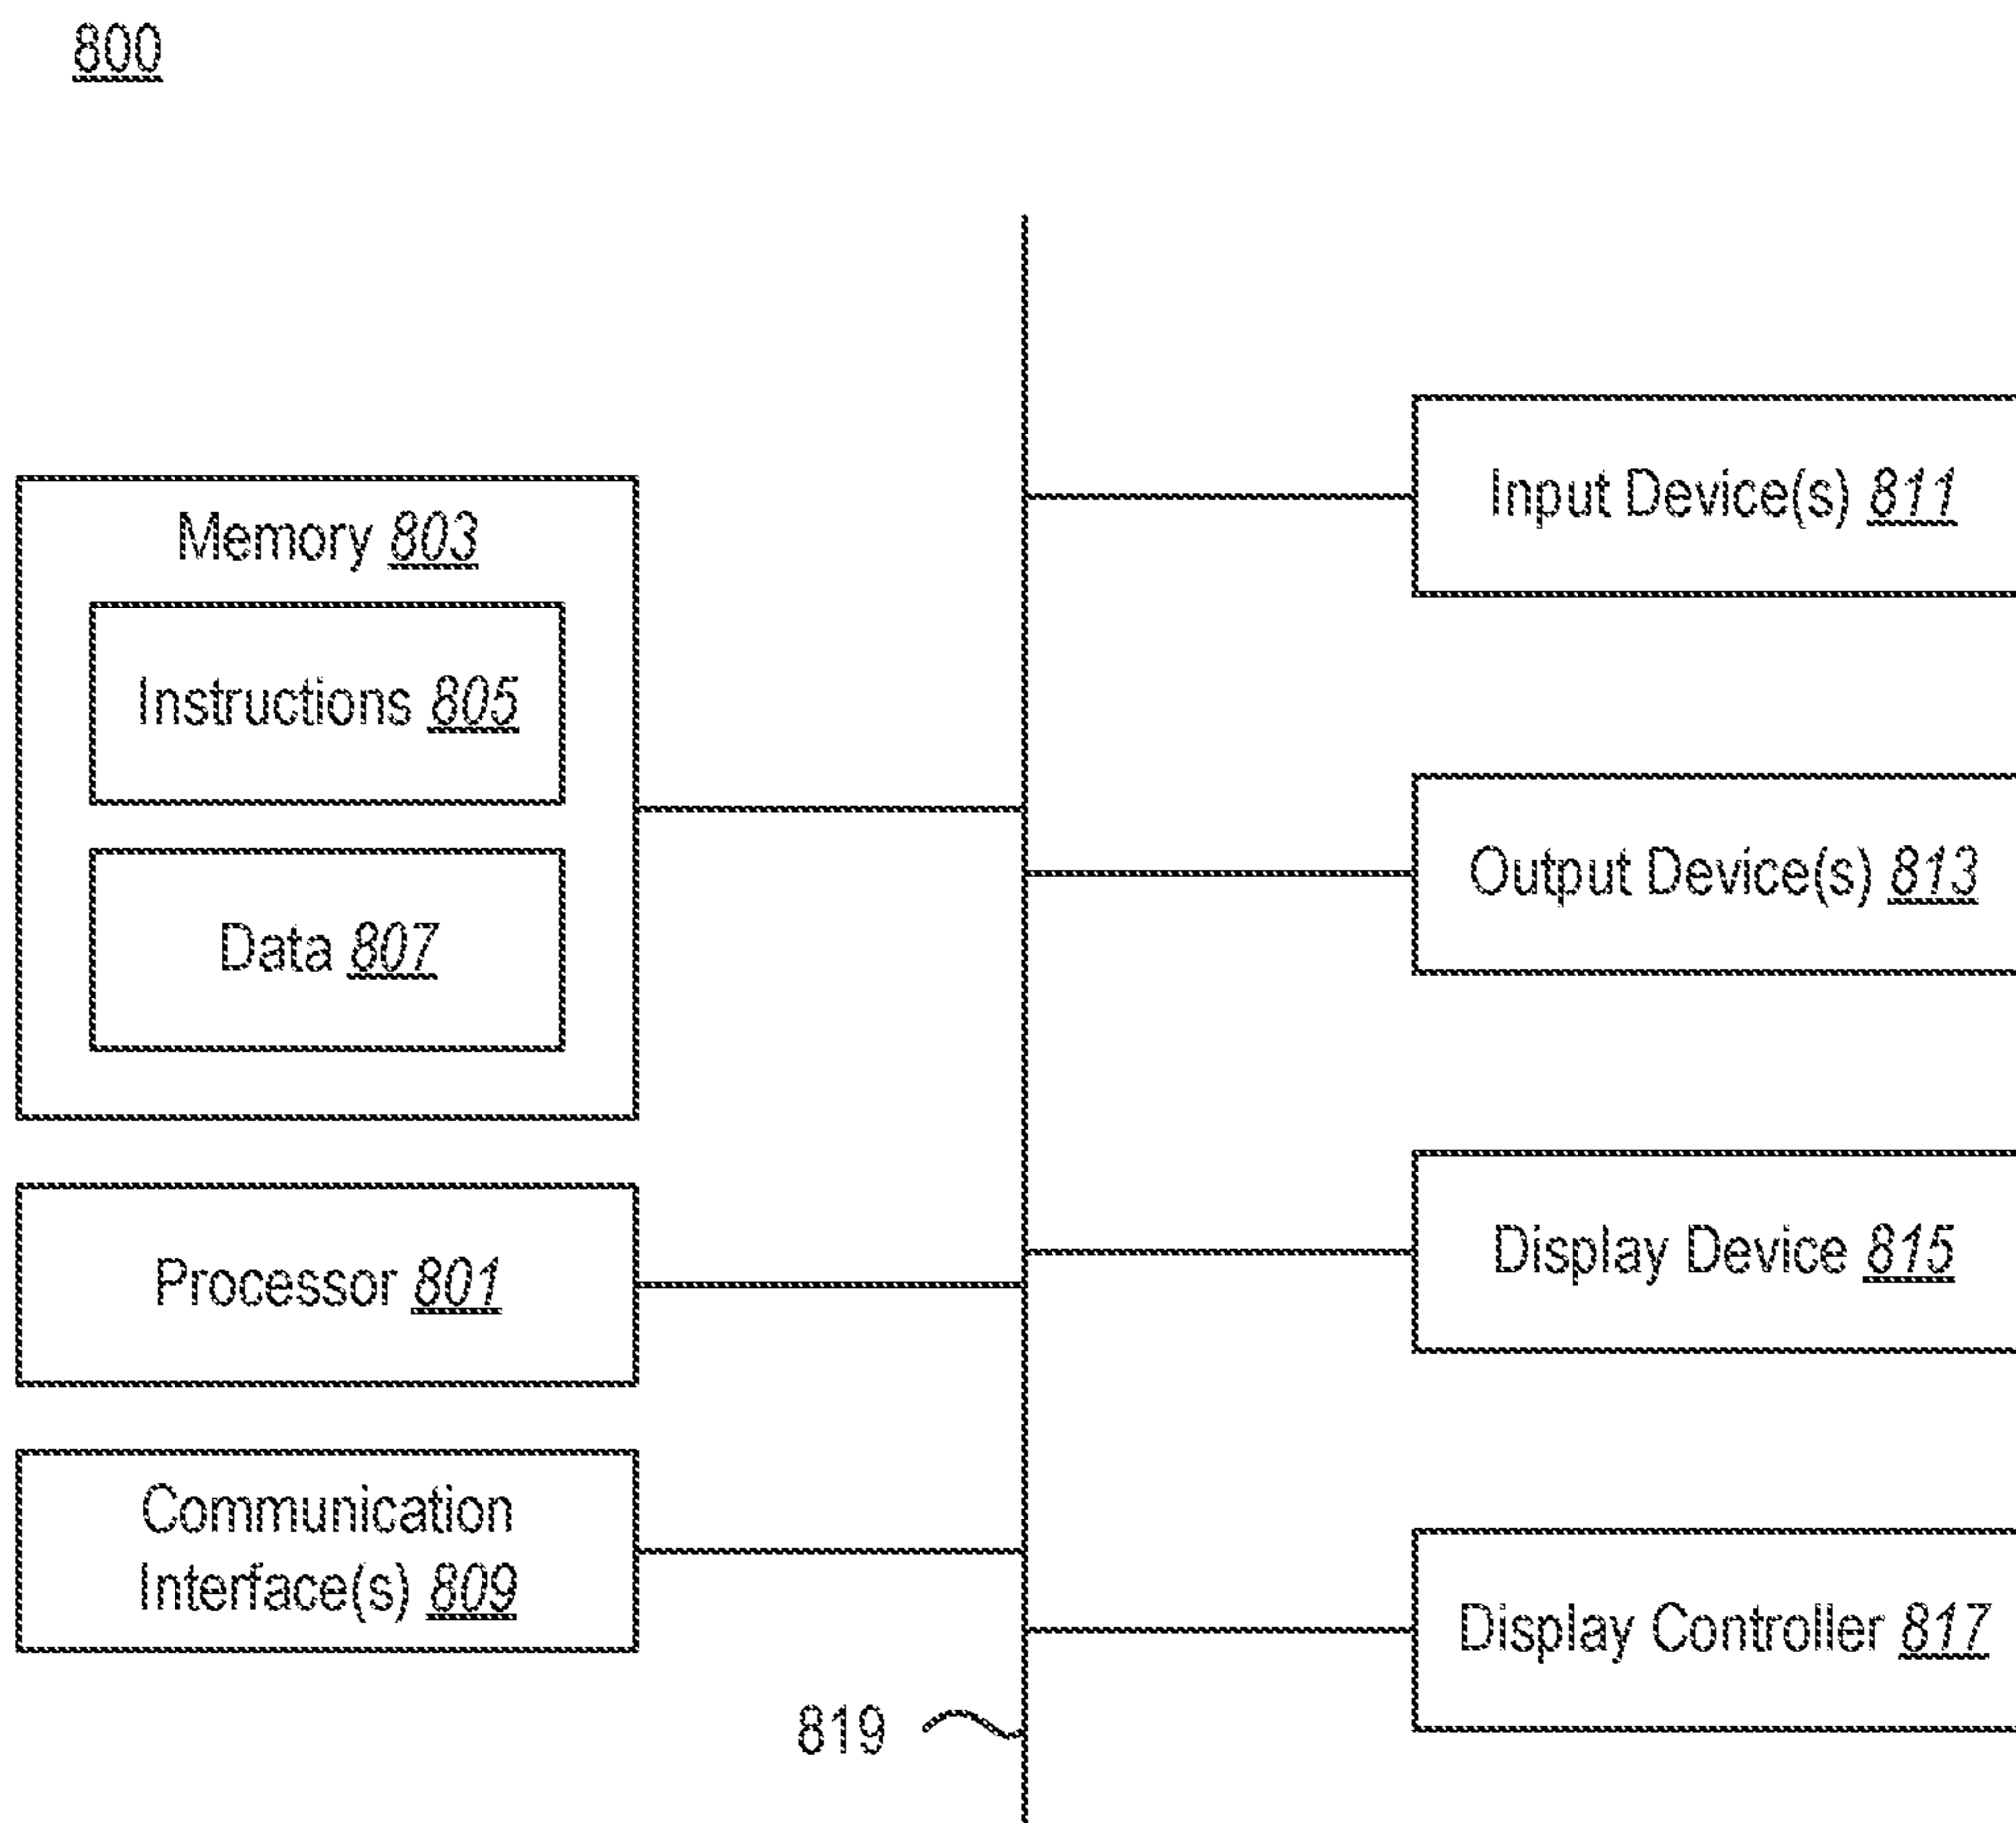 800
Memory 803
Instructions 805
Data 807
Processor 801
Communication
Interface(s) 809
819
Input Device(s) 811
Output Device(s) 813
Display Device 815
Display Controller 817